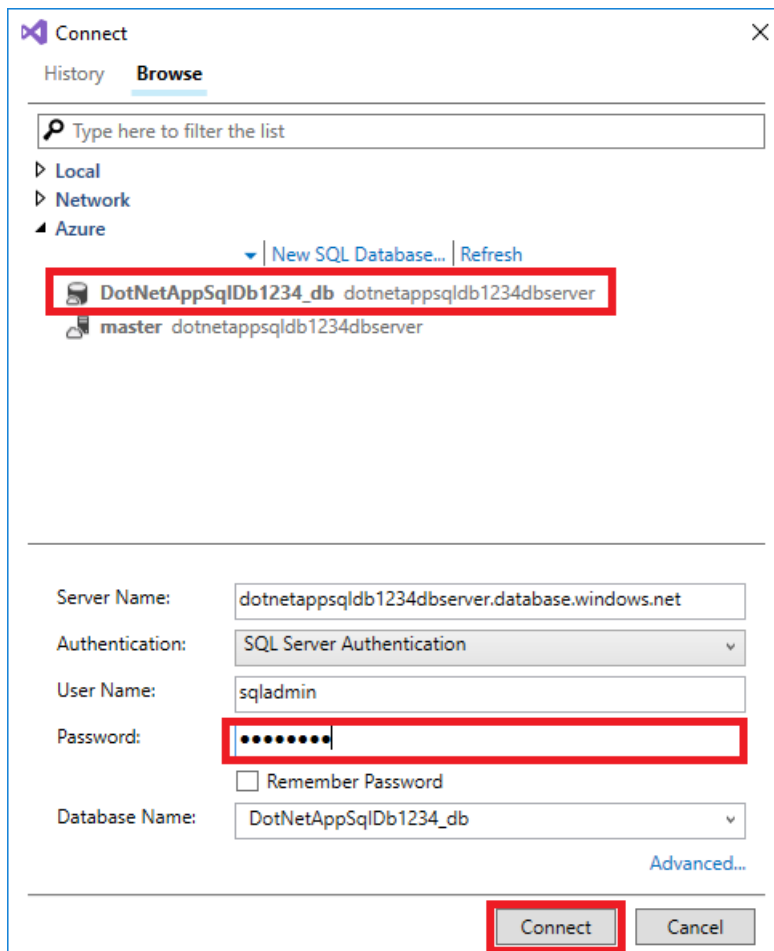 Connect
History Browse
Type here to filter the list
Local
Network
Azure
New SQL Database... Refresh
DotNetAppSqlDb1234_db dotnetappsqldb1234dbserver
master dotnetappsqldb1234dbserver
Server Name: dotnetappsqldb1234dbserver.database.windows.net
Authentication: SQL Server Authentication
User Name: sqladmin
Password: ●●●●●●●●
Remember Password
Database Name: DotNetAppSqlDb1234_db
Advanced...
Connect Cancel